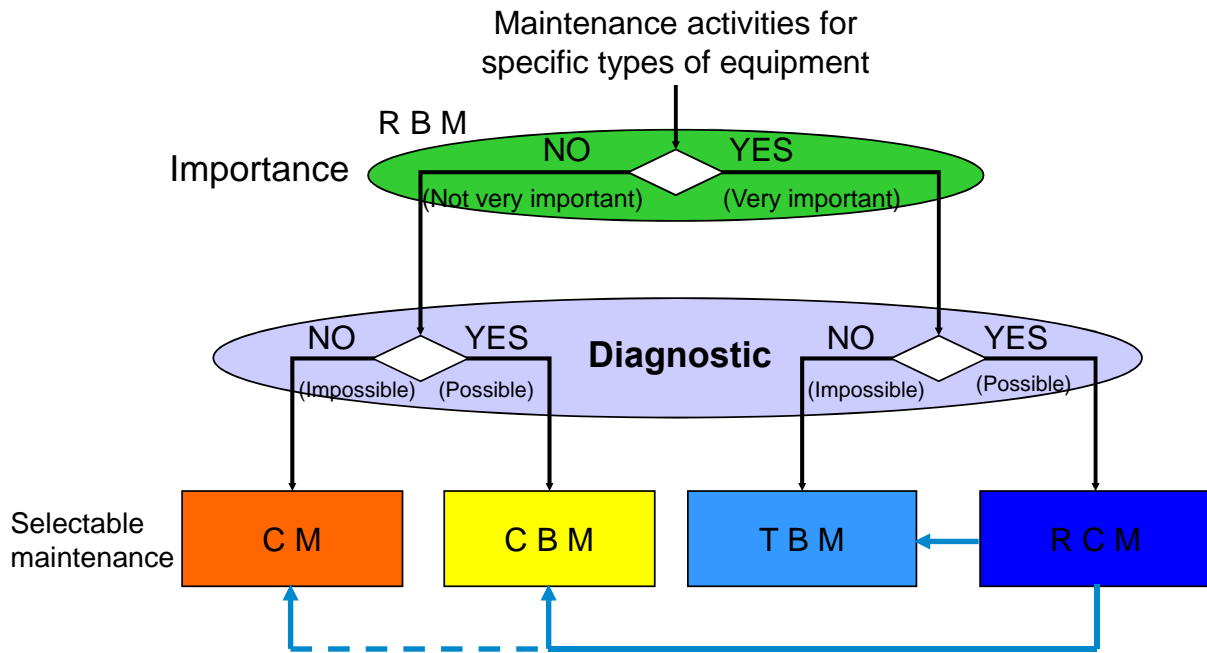 Maintenance activities for
specific types of equipment
R B M
Importance
NO
YES
(Not very important)
(Very important)
NO
YES
Diagnostic
NO
YES
(Impossible)
(Possible)
(Impossible)
(Possible)
Selectable
maintenance
C M
C B M
T B M
R C M